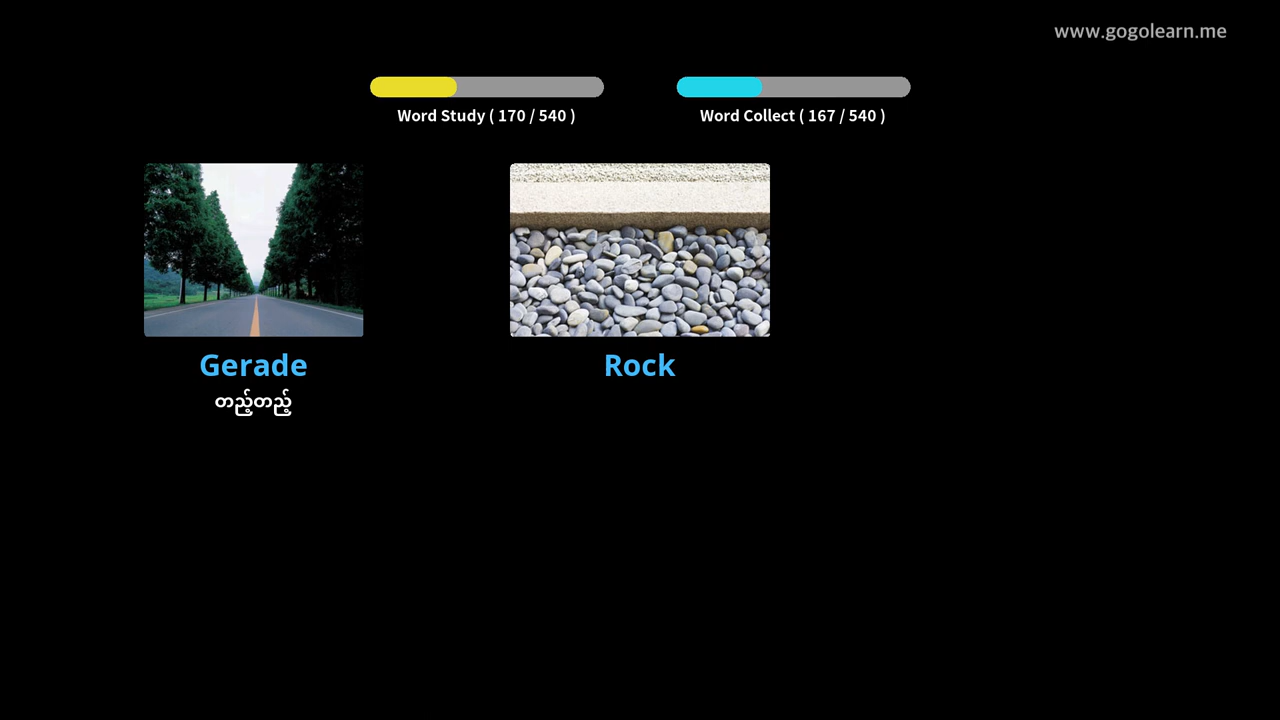 www.gogolearn.me
Word Study ( 170 / 540 )
Word Collect ( 167 / 540 )
Gerade
တည့်တည့်
Rock